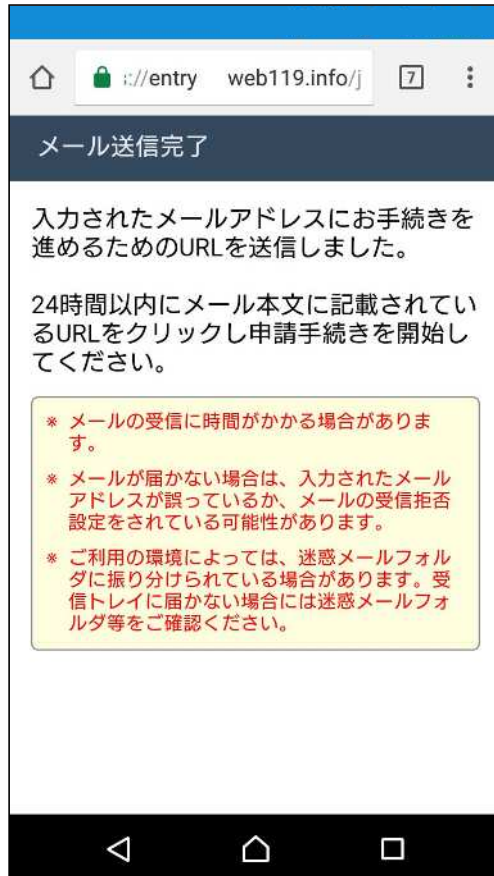 ://entry web119.info/j
7
メール送信完了
入力されたメールアドレスにお手続きを
進めるためのURLを送信しました。
24時間以内にメール本文に記載されてい
るURLをクリックし申請手続きを開始し
てください。
※ メールの受信に時間がかかる場合がありま
す。
※ メールが届かない場合は、入力されたメール
アドレスが誤っているか、メールの受信拒否
設定をされている可能性があります。
※ ご利用の環境によっては、迷惑メールフォル
ダに振り分けられている場合があります。受
信トレイに届かない場合には迷惑メールフォ
ルダ等をご確認ください。